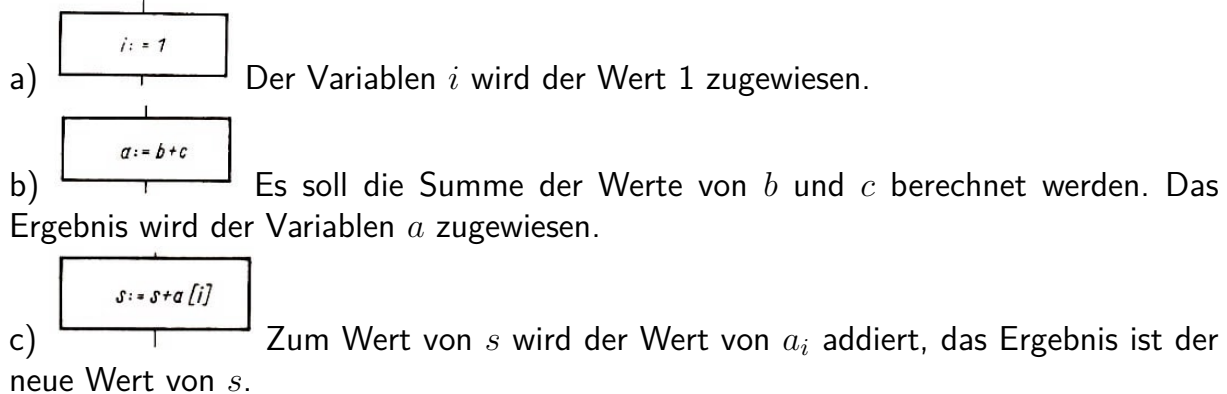 i: = 1
a) Der Variablen i wird der Wert 1 zugewiesen.
a:= b+c
b) Es soll die Summe der Werte von b und c berechnet werden. Das
Ergebnis wird der Variablen a zugewiesen.
s:= s+a [i]
c) Zum Wert von s wird der Wert von a_i addiert, das Ergebnis ist der
neue Wert von s.